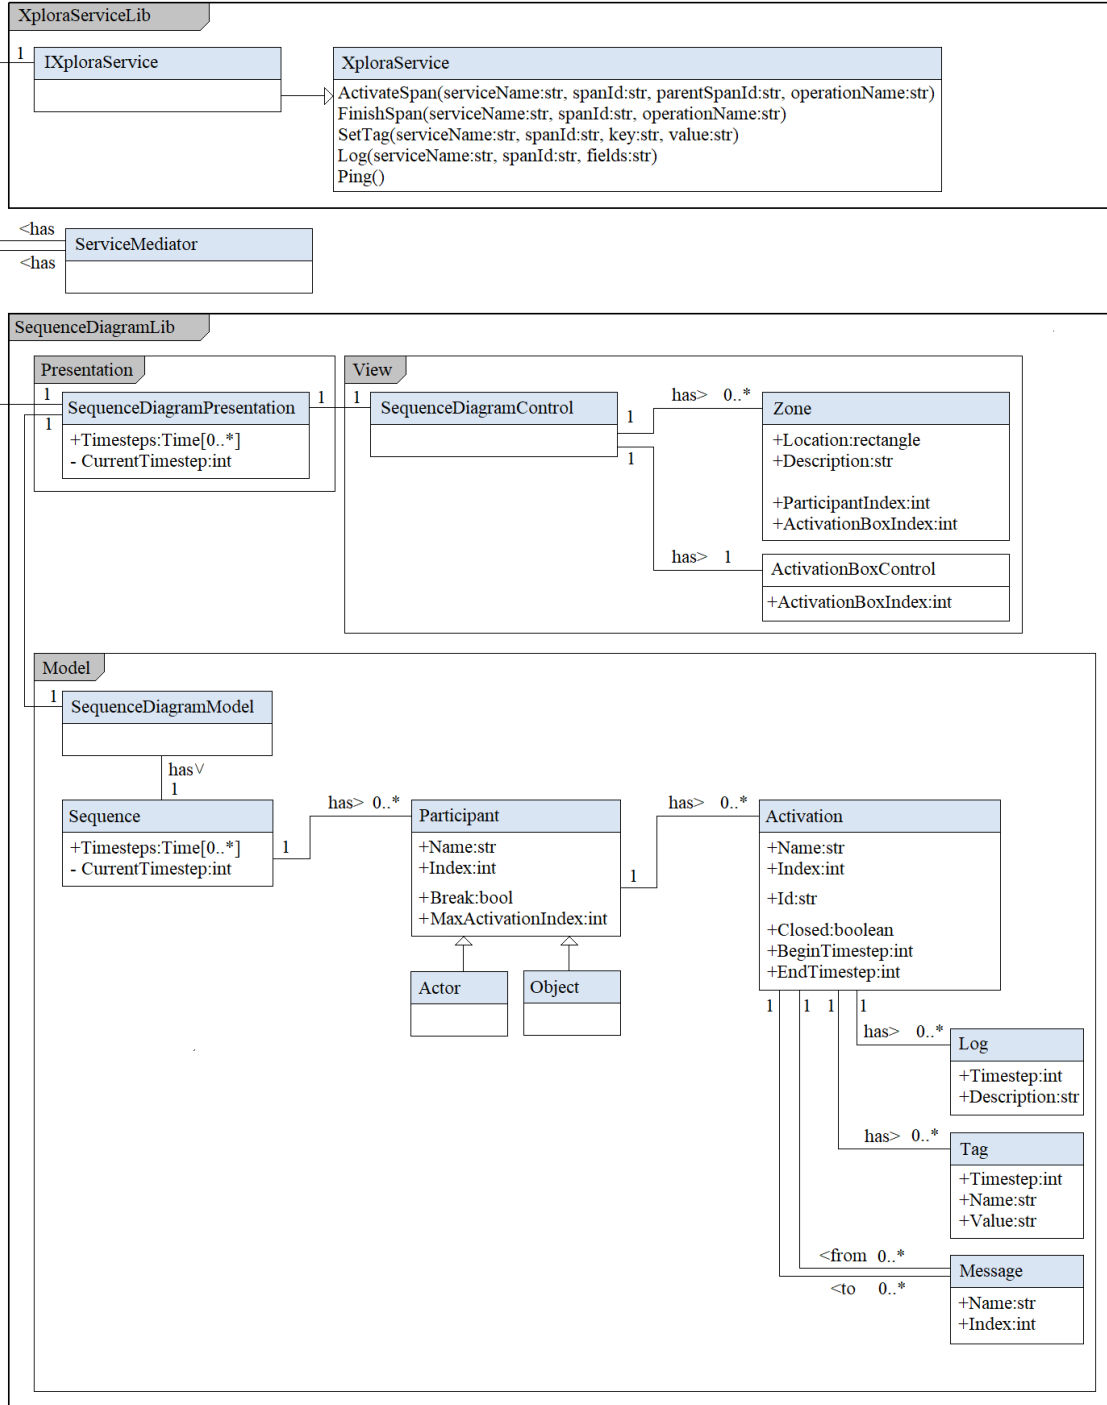 XploraServiceLib
1
IXploraService
XploraService
ActivateSpan(serviceName:str, spanId:str, parentSpanId:str, operationName:str)
FinishSpan(serviceName:str, spanId:str, operationName:str)
SetTag(serviceName:str, spanId:str, key:str, value:str)
Log(serviceName:str, spanId:str, fields:str)
Ping()
<has
ServiceMediator
<has
SequenceDiagramLib
Presentation
1
SequenceDiagramPresentation
1
1
+Timesteps:Time[0..*]
- CurrentTimestep:int
View
1
SequenceDiagramControl
1
has> 0..*
1
has> 1
Zone
+Location:rectangle
+Description:str
+ParticipantIndex:int
+ActivationBoxIndex:int
ActivationBoxControl
+ActivationBoxIndex:int
Model
1
SequenceDiagramModel
has∨
1
Sequence
+Timesteps:Time[0..*]
- CurrentTimestep:int
1
has> 0..*
Participant
+Name:str
+Index:int
+Break:bool
+MaxActivationIndex:int
1
has> 0..*
Actor
Object
Activation
+Name:str
+Index:int
+Id:str
+Closed:boolean
+BeginTimestep:int
+EndTimestep:int
1 1 1 1
has> 0..*
Log
+Timestep:int
+Description:str
has> 0..*
Tag
+Timestep:int
+Name:str
+Value:str
<from 0..*
<to 0..*
Message
+Name:str
+Index:int